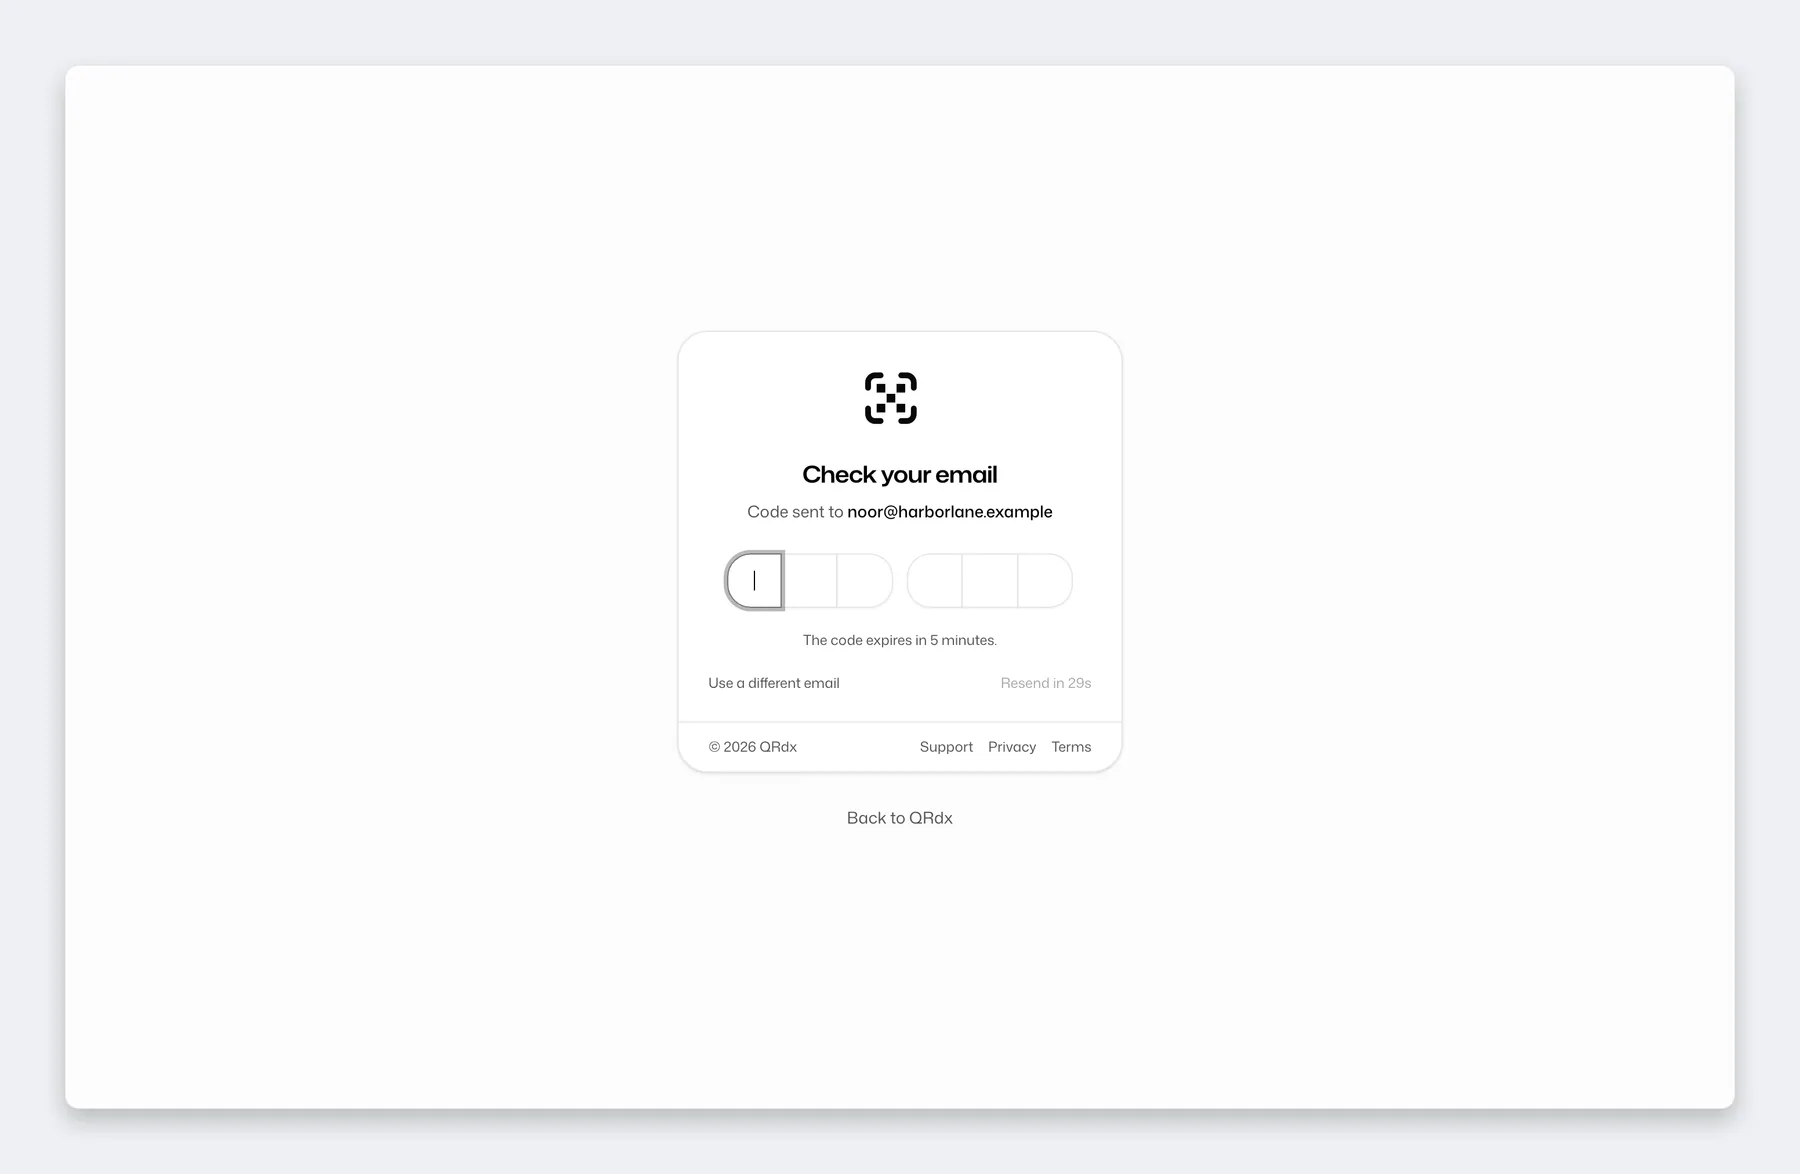 Check your email
Code sent to noor@harborlane.example
The code expires in 5 minutes.
Use a different email Resend in 29s
© 2026 QRdx Support Privacy Terms
Back to QRdx